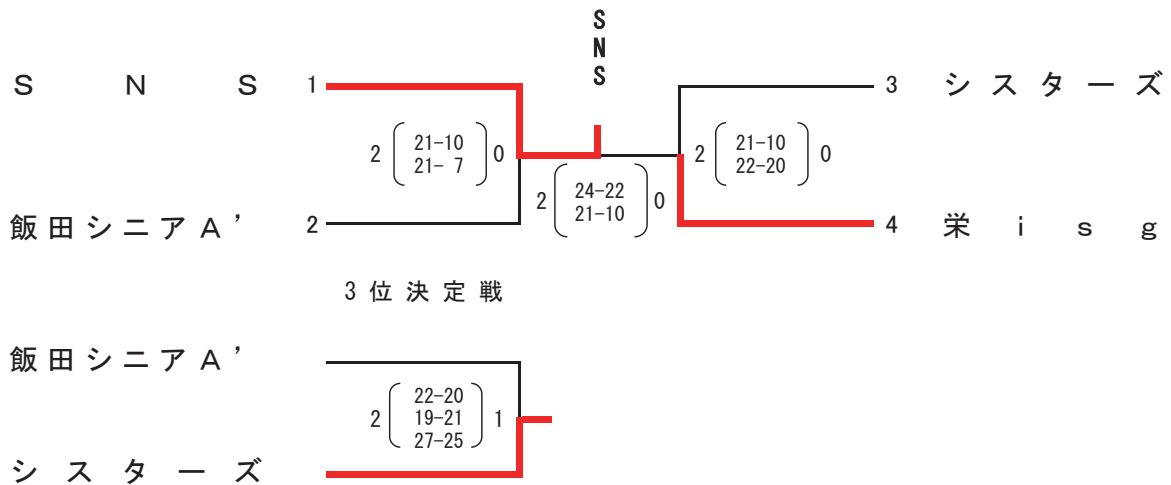 SNS
SNS 1
3 シスターズ
2 21-10 0
21- 7
2 21-10 0
22-20
2 24-22 0
21-10
飯田シニアA’ 2
4 栄isg
3位決定戦
飯田シニアA’
2 22-20 1
19-21
27-25
シスターズ